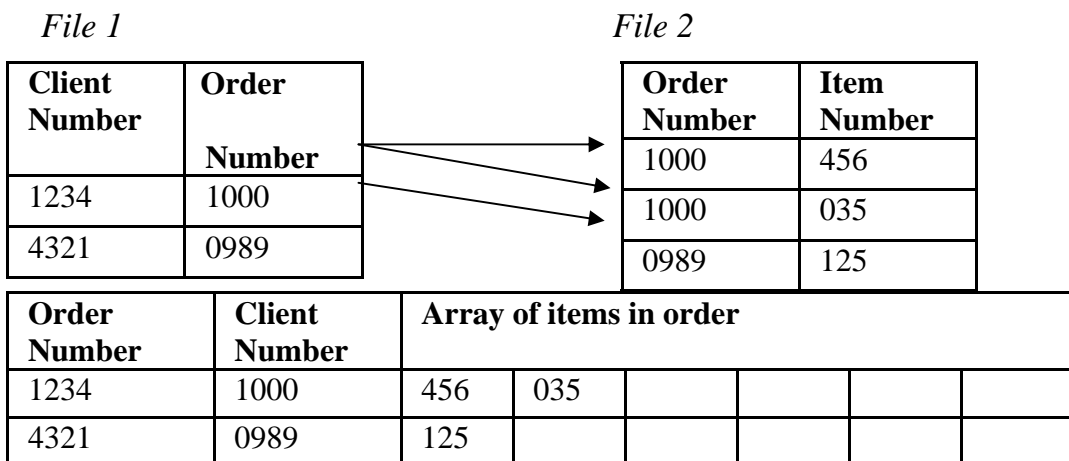 File 1 File 2
Client Number Order Number
1234 1000
4321 0989
Order Number Item Number
1000 456
1000 035
0989 125
Order Number Client Number Array of items in order
1234 1000 456 035
4321 0989 125